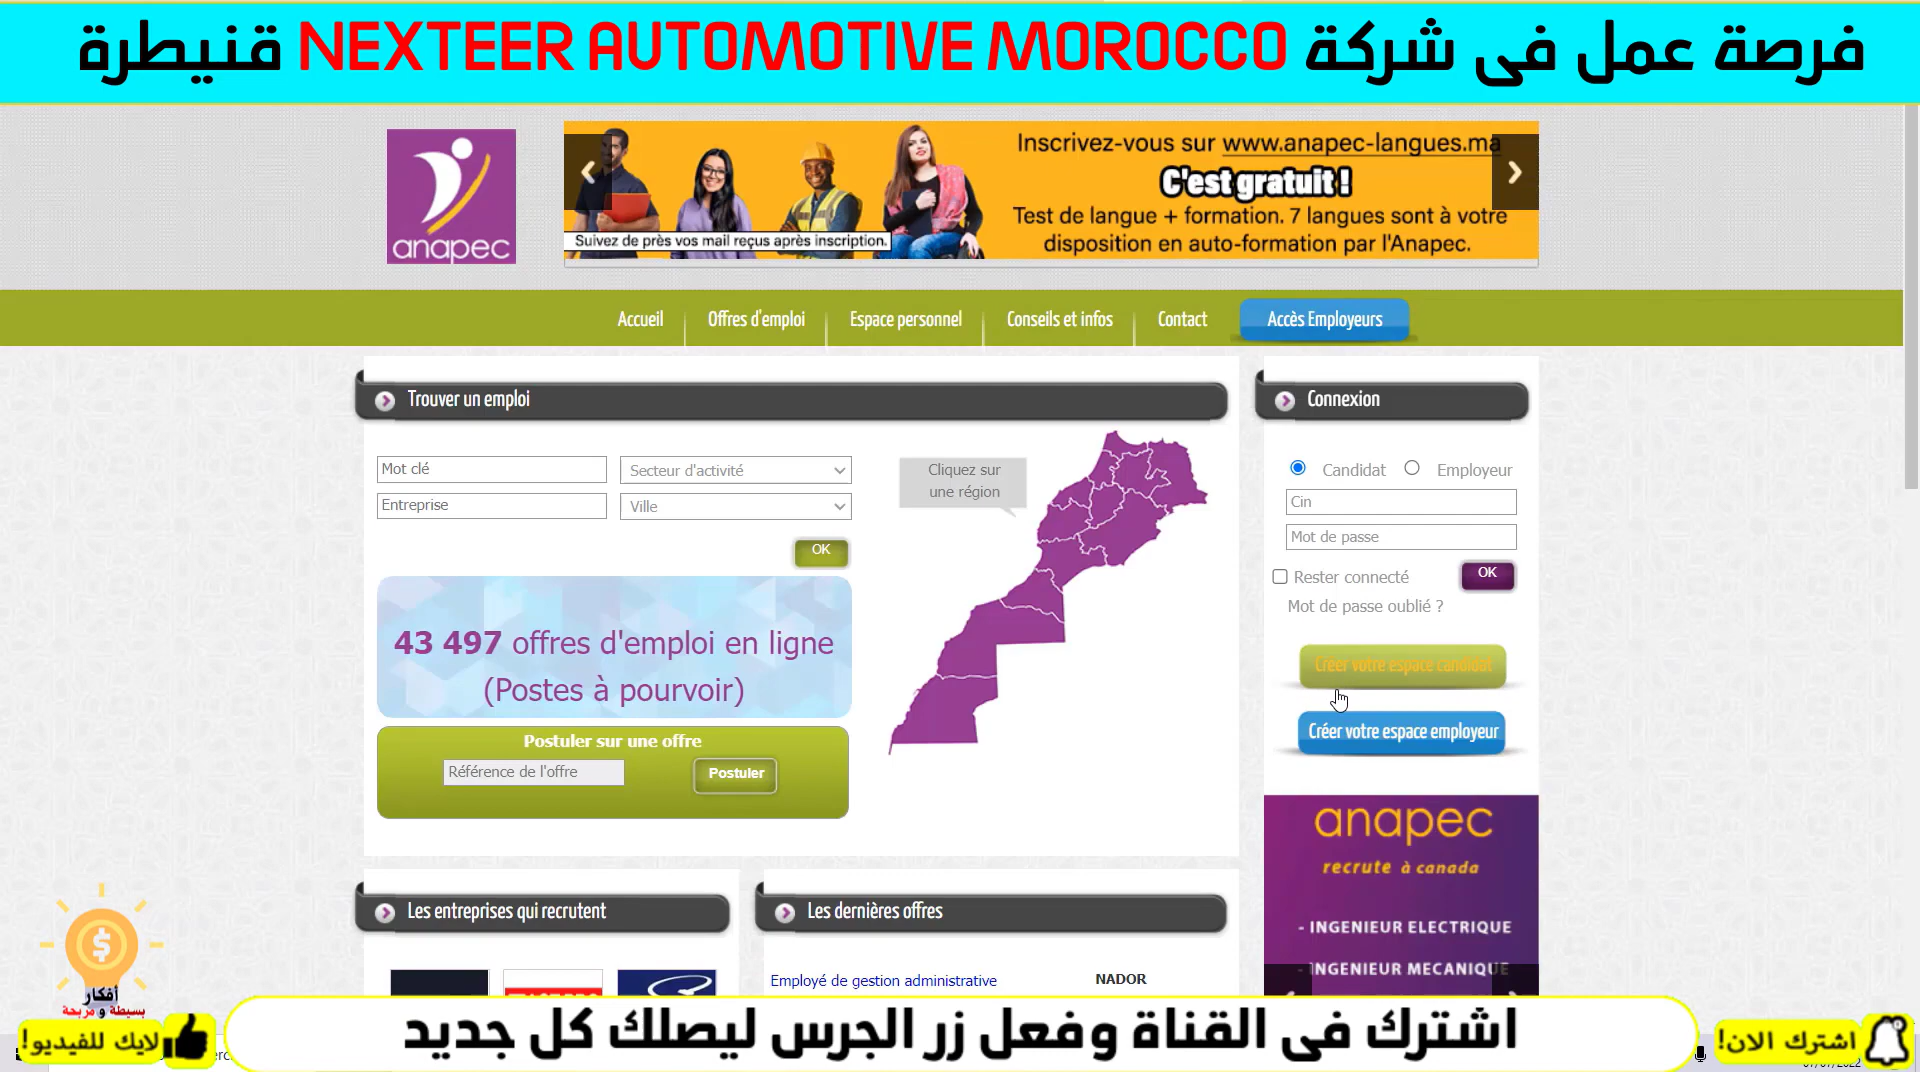 فرصة عمل فى شركة NEXTEER AUTOMOTIVE MOROCCO قنيطرة
anapec
Inscrivez-vous sur www.anapec-langues.ma
C'est gratuit !
Test de langue + formation. 7 langues sont à votre
disposition en auto-formation par l'Anapec.
Suivez de près vos mail reçus après inscription.
Accueil
Offres d'emploi
Espace personnel
Conseils et infos
Contact
Accès Employeurs
Trouver un emploi
Mot clé
Secteur d'activité
Entreprise
Ville
OK
Cliquez sur
une région
43 497 offres d'emploi en ligne
(Postes à pourvoir)
Postuler sur une offre
Référence de l'offre
Postuler
Connexion
Candidat
Employeur
Cin
Mot de passe
Rester connecté
OK
Mot de passe oublié ?
Créer votre espace candidat
Créer votre espace employeur
anapec
recrute à canada
- INGENIEUR ELECTRIQUE
- INGENIEUR MECANIQUE
Les entreprises qui recrutent
Les dernières offres
Employé de gestion administrative
NADOR
أفكار
بسيطة و مربحة
لايك للفيديو!
اشترك فى القناة وفعل زر الجرس ليصلك كل جديد
اشترك الان!